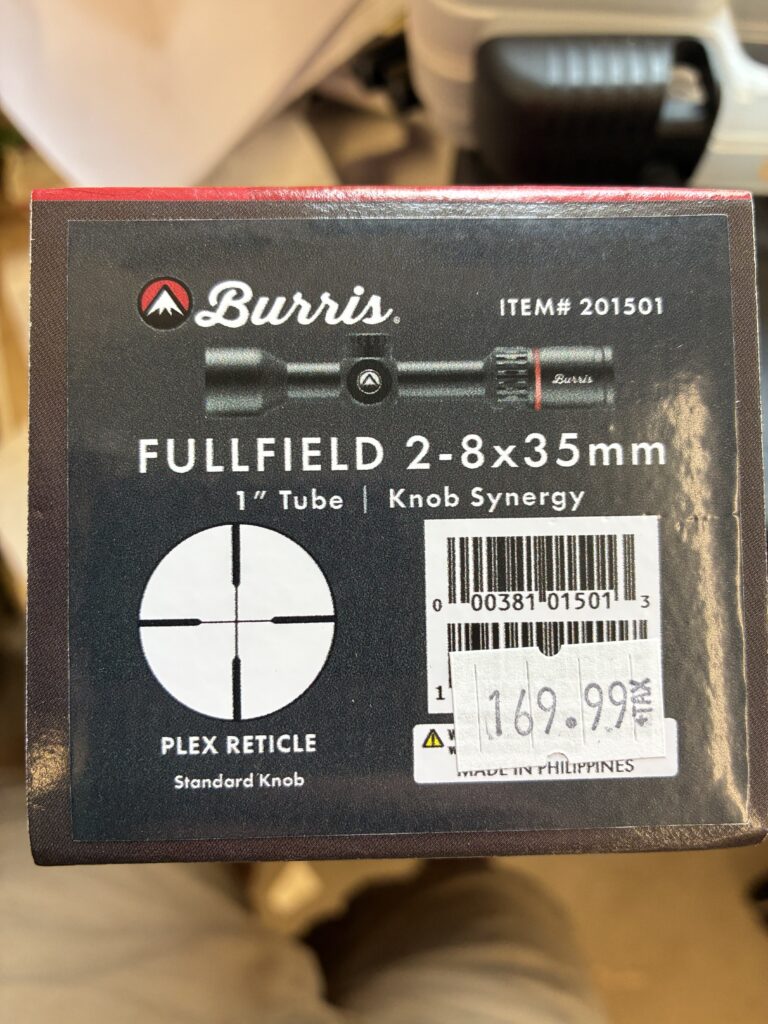 Burris®
ITEM# 201501
Burris
FULLFIELD 2-8x35mm
1" Tube | Knob Synergy
0 00381 01501 3
1
169.99 +TAX
PLEX RETICLE
Standard Knob
MADE IN PHILIPPINES